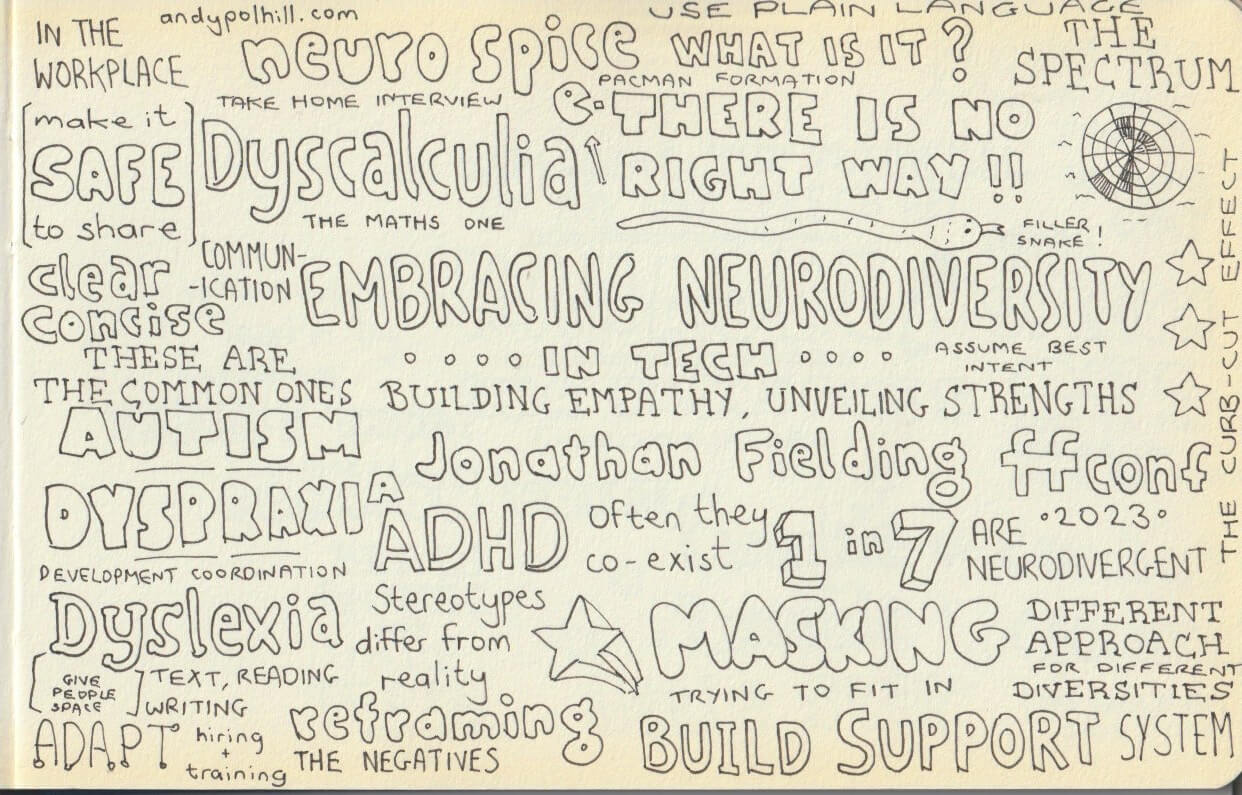 andypolhill.com
USE PLAIN LANGUAGE
IN THE
WORKPLACE
neuro spice
WHAT IS IT?
THE
SPECTRUM
PACMAN FORMATION
TAKE HOME INTERVIEW
make it
SAFE
to share
Dyscalculia
THE MATHS ONE
THERE IS NO
RIGHT WAY!!
FILLER
SNAKE!
clear
concise
COMMUN-
-ICATION
EMBRACING NEURODIVERSITY
IN TECH
ASSUME BEST
INTENT
BUILDING EMPATHY, UNVEILING STRENGTHS
THE CURB-CUT EFFECT
THESE ARE
THE COMMON ONES
AUTISM
Jonathan Fielding
ffconf
°2023°
DYSPRAXIA
DEVELOPMENT COORDINATION
ADHD
Often they
co-exist
1 in 7
ARE
NEURODIVERGENT
Dyslexia
TEXT, READING
WRITING
GIVE
PEOPLE
SPACE
Stereotypes
differ from
reality
MASKING
TRYING TO FIT IN
DIFFERENT
APPROACH
FOR DIFFERENT
DIVERSITIES
ADAPT
hiring
+
training
reframing
THE NEGATIVES
BUILD SUPPORT SYSTEM